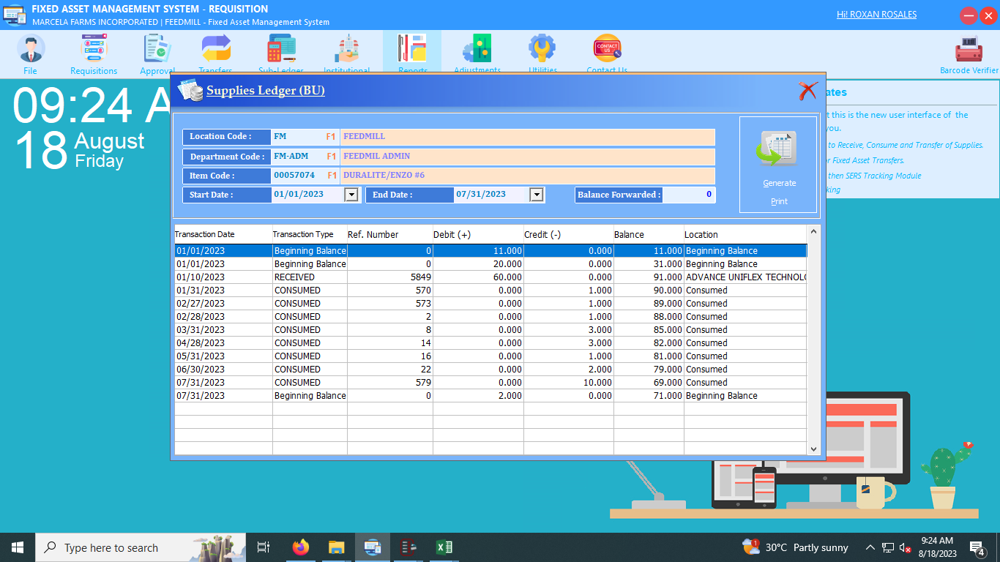 FIXED ASSET MANAGEMENT SYSTEM - REQUISITION
MARCELA FARMS INCORPORATED | FEEDMILL - Fixed Asset Management System
Hi! ROXAN ROSALES
File Requisitions Approval Transfers Sub-Ledger Institutional Reports Adjustments Utilities Contact Us Barcode Verifier
CONTACT US
09:24 A
18 August
Friday
ates
t this is the new user interface of the
you.
to Receive, Consume and Transfer of Supplies.
or Fixed Asset Transfers.
then SERS Tracking Module
king
Supplies Ledger (BU)
Location Code : FM F1 FEEDMILL
Department Code : FM-ADM F1 FEEDMIL ADMIN
Item Code : 00057074 F1 DURALITE/ENZO #6
Start Date : 01/01/2023 End Date : 07/31/2023 Balance Forwarded : 0
Generate
Print
Transaction Date Transaction Type Ref. Number Debit (+) Credit (-) Balance Location
01/01/2023 Beginning Balance 0 11.000 0.000 11.000 Beginning Balance
01/01/2023 Beginning Balance 0 20.000 0.000 31.000 Beginning Balance
01/10/2023 RECEIVED 5849 60.000 0.000 91.000 ADVANCE UNIFLEX TECHNOLO
01/31/2023 CONSUMED 570 0.000 1.000 90.000 Consumed
02/27/2023 CONSUMED 573 0.000 1.000 89.000 Consumed
02/28/2023 CONSUMED 2 0.000 1.000 88.000 Consumed
03/31/2023 CONSUMED 8 0.000 3.000 85.000 Consumed
04/28/2023 CONSUMED 14 0.000 3.000 82.000 Consumed
05/31/2023 CONSUMED 16 0.000 1.000 81.000 Consumed
06/30/2023 CONSUMED 22 0.000 2.000 79.000 Consumed
07/31/2023 CONSUMED 579 0.000 10.000 69.000 Consumed
07/31/2023 Beginning Balance 0 2.000 0.000 71.000 Beginning Balance
Type here to search
1
30°C Partly sunny
9:24 AM
8/18/2023
4